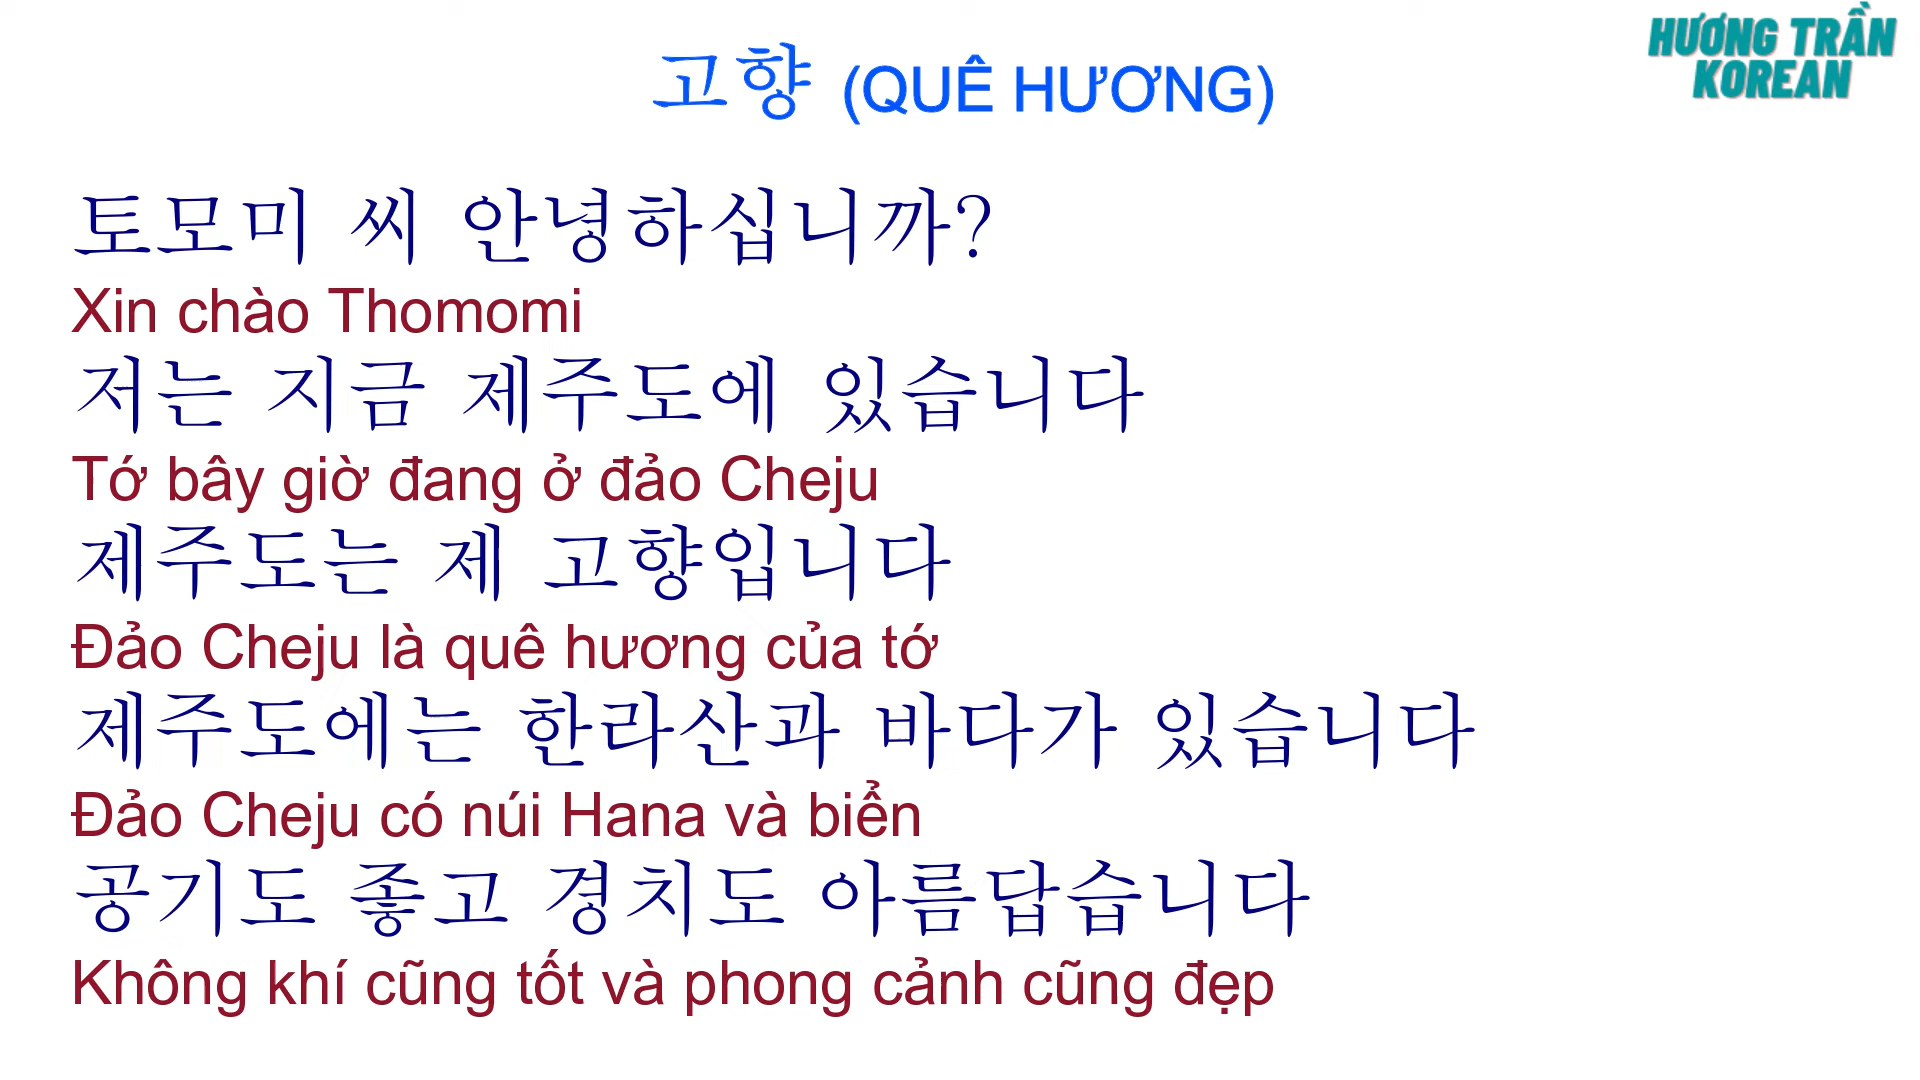 고향 (QUÊ HƯƠNG)
HƯƠNG TRẦN
KOREAN
토모미 씨 안녕하십니까?
Xin chào Thomomi
저는 지금 제주도에 있습니다
Tớ bây giờ đang ở đảo Cheju
제주도는 제 고향입니다
Đảo Cheju là quê hương của tớ
제주도에는 한라산과 바다가 있습니다
Đảo Cheju có núi Hana và biển
공기도 좋고 경치도 아름답습니다
Không khí cũng tốt và phong cảnh cũng đẹp